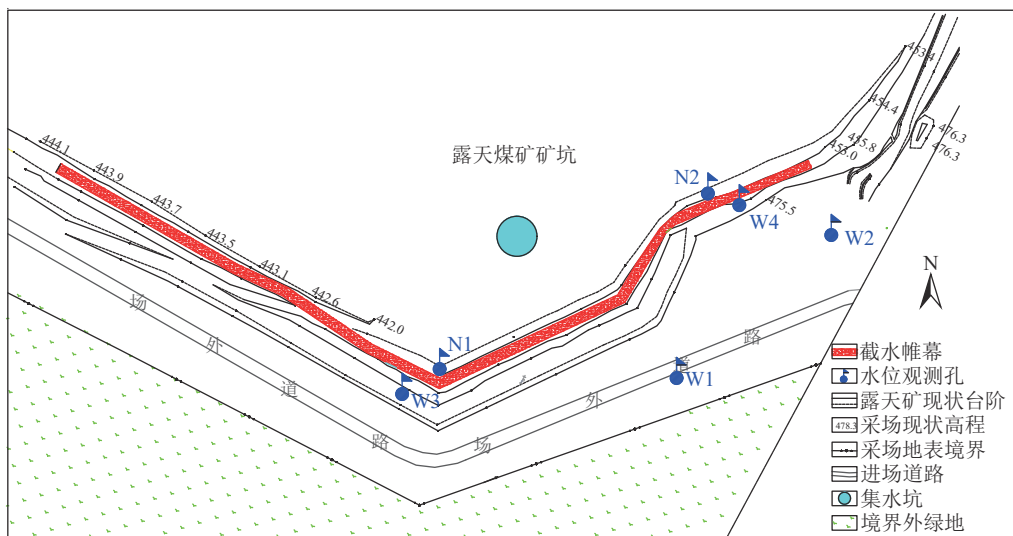 453.4
454.4
476.3
444.1
455.8
露天煤矿矿坑
453.0
476.3
443.9
N2
443.7
475.5
W4
443.5
W2
443.1
N
场
442.6
外
442.0
路
截水帷幕
N1
道
水位观测孔
道
W1
W3
外
露天矿现状台阶
478.3
采场现状高程
路
场
采场地表境界
进场道路
集水坑
境界外绿地